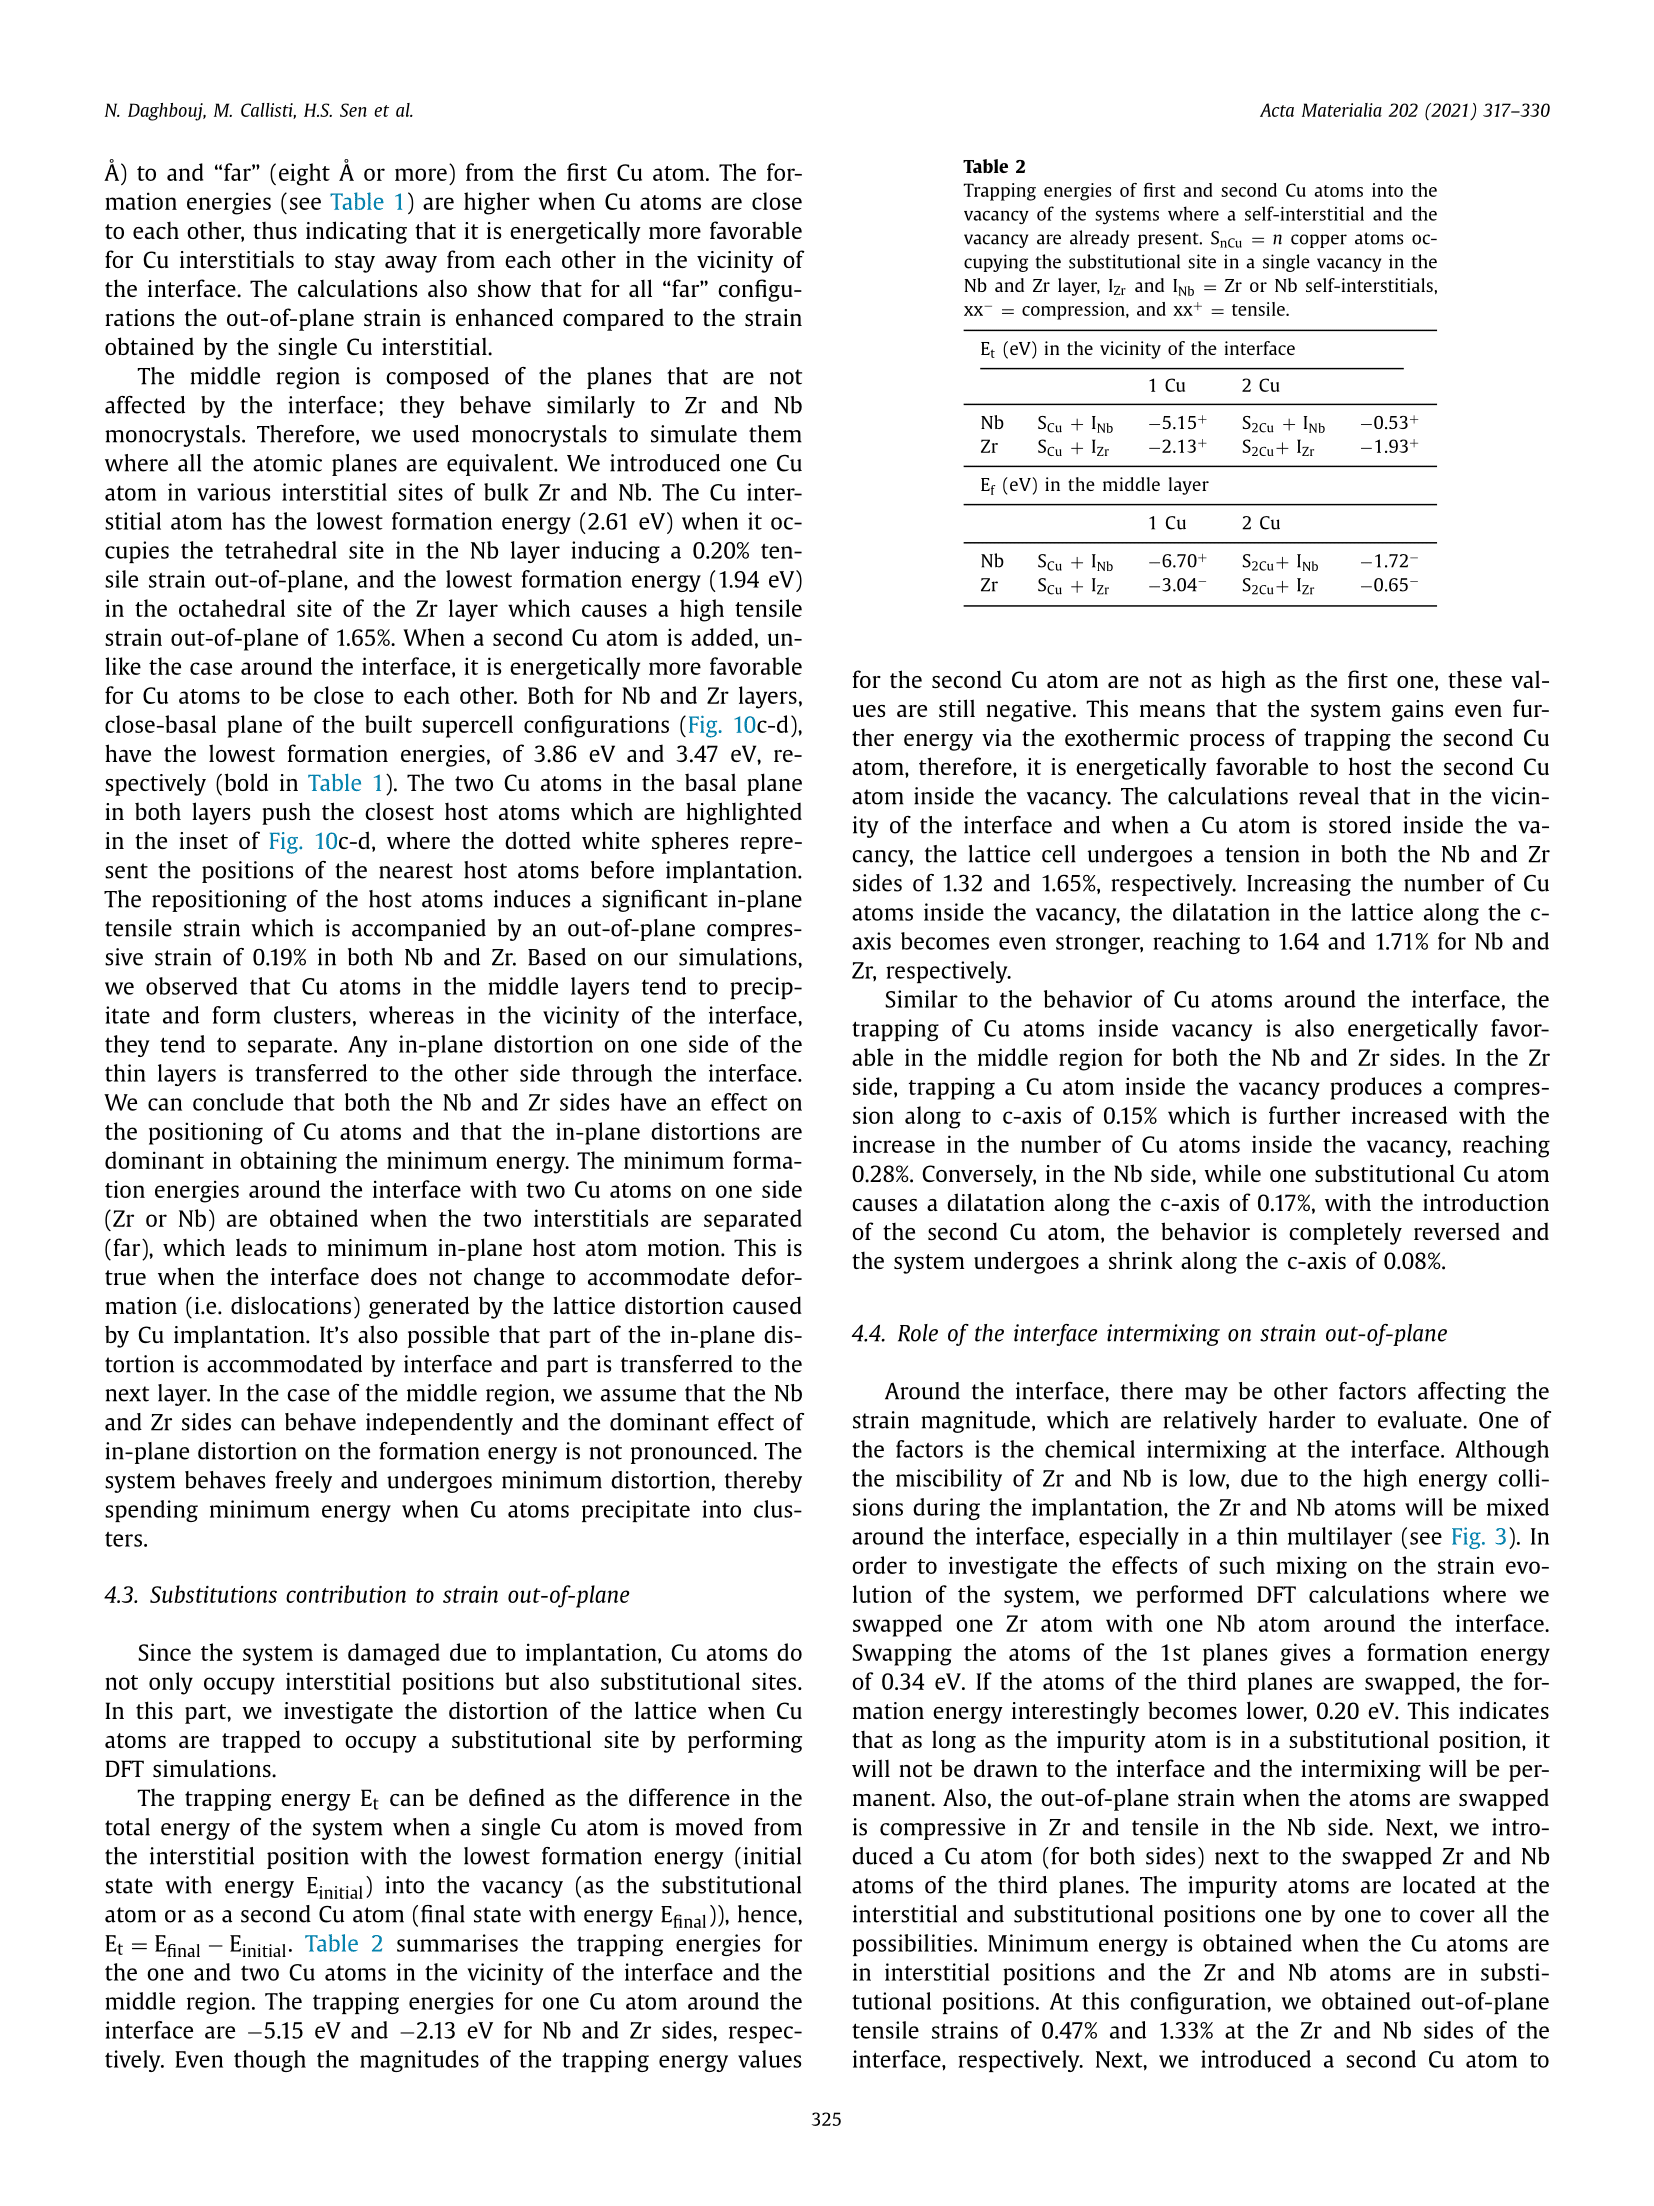 N. Daghbouj, M. Callisti, H.S. Sen et al.
Acta Materialia 202 (2021) 317–330
Å) to and “far” (eight Å or more) from the first Cu atom. The for-
mation energies (see Table 1) are higher when Cu atoms are close
to each other, thus indicating that it is energetically more favorable
for Cu interstitials to stay away from each other in the vicinity of
the interface. The calculations also show that for all “far” configu-
rations the out-of-plane strain is enhanced compared to the strain
obtained by the single Cu interstitial.
The middle region is composed of the planes that are not
affected by the interface; they behave similarly to Zr and Nb
monocrystals. Therefore, we used monocrystals to simulate them
where all the atomic planes are equivalent. We introduced one Cu
atom in various interstitial sites of bulk Zr and Nb. The Cu inter-
stitial atom has the lowest formation energy (2.61 eV) when it oc-
cupies the tetrahedral site in the Nb layer inducing a 0.20% ten-
sile strain out-of-plane, and the lowest formation energy (1.94 eV)
in the octahedral site of the Zr layer which causes a high tensile
strain out-of-plane of 1.65%. When a second Cu atom is added, un-
like the case around the interface, it is energetically more favorable
for Cu atoms to be close to each other. Both for Nb and Zr layers,
close-basal plane of the built supercell configurations (Fig. 10c-d),
have the lowest formation energies, of 3.86 eV and 3.47 eV, re-
spectively (bold in Table 1). The two Cu atoms in the basal plane
in both layers push the closest host atoms which are highlighted
in the inset of Fig. 10c-d, where the dotted white spheres repre-
sent the positions of the nearest host atoms before implantation.
The repositioning of the host atoms induces a significant in-plane
tensile strain which is accompanied by an out-of-plane compres-
sive strain of 0.19% in both Nb and Zr. Based on our simulations,
we observed that Cu atoms in the middle layers tend to precip-
itate and form clusters, whereas in the vicinity of the interface,
they tend to separate. Any in-plane distortion on one side of the
thin layers is transferred to the other side through the interface.
We can conclude that both the Nb and Zr sides have an effect on
the positioning of Cu atoms and that the in-plane distortions are
dominant in obtaining the minimum energy. The minimum forma-
tion energies around the interface with two Cu atoms on one side
(Zr or Nb) are obtained when the two interstitials are separated
(far), which leads to minimum in-plane host atom motion. This is
true when the interface does not change to accommodate defor-
mation (i.e. dislocations) generated by the lattice distortion caused
by Cu implantation. It’s also possible that part of the in-plane dis-
tortion is accommodated by interface and part is transferred to the
next layer. In the case of the middle region, we assume that the Nb
and Zr sides can behave independently and the dominant effect of
in-plane distortion on the formation energy is not pronounced. The
system behaves freely and undergoes minimum distortion, thereby
spending minimum energy when Cu atoms precipitate into clus-
ters.
4.3. Substitutions contribution to strain out-of-plane
Since the system is damaged due to implantation, Cu atoms do
not only occupy interstitial positions but also substitutional sites.
In this part, we investigate the distortion of the lattice when Cu
atoms are trapped to occupy a substitutional site by performing
DFT simulations.
The trapping energy Et can be defined as the difference in the
total energy of the system when a single Cu atom is moved from
the interstitial position with the lowest formation energy (initial
state with energy Einitial) into the vacancy (as the substitutional
atom or as a second Cu atom (final state with energy Efinal)), hence,
Et = Efinal − Einitial. Table 2 summarises the trapping energies for
the one and two Cu atoms in the vicinity of the interface and the
middle region. The trapping energies for one Cu atom around the
interface are −5.15 eV and −2.13 eV for Nb and Zr sides, respec-
tively. Even though the magnitudes of the trapping energy values
Table 2
Trapping energies of first and second Cu atoms into the
vacancy of the systems where a self-interstitial and the
vacancy are already present. SnCu = n copper atoms oc-
cupying the substitutional site in a single vacancy in the
Nb and Zr layer, IZr and INb = Zr or Nb self-interstitials,
xx− = compression, and xx+ = tensile.
Et (eV) in the vicinity of the interface
1 Cu 2 Cu
Nb SCu + INb −5.15+ S2Cu + INb −0.53+
Zr SCu + IZr −2.13+ S2Cu+ IZr −1.93+
Ef (eV) in the middle layer
1 Cu 2 Cu
Nb SCu + INb −6.70+ S2Cu+ INb −1.72−
Zr SCu + IZr −3.04− S2Cu+ IZr −0.65−
for the second Cu atom are not as high as the first one, these val-
ues are still negative. This means that the system gains even fur-
ther energy via the exothermic process of trapping the second Cu
atom, therefore, it is energetically favorable to host the second Cu
atom inside the vacancy. The calculations reveal that in the vicin-
ity of the interface and when a Cu atom is stored inside the va-
cancy, the lattice cell undergoes a tension in both the Nb and Zr
sides of 1.32 and 1.65%, respectively. Increasing the number of Cu
atoms inside the vacancy, the dilatation in the lattice along the c-
axis becomes even stronger, reaching to 1.64 and 1.71% for Nb and
Zr, respectively.
Similar to the behavior of Cu atoms around the interface, the
trapping of Cu atoms inside vacancy is also energetically favor-
able in the middle region for both the Nb and Zr sides. In the Zr
side, trapping a Cu atom inside the vacancy produces a compres-
sion along to c-axis of 0.15% which is further increased with the
increase in the number of Cu atoms inside the vacancy, reaching
0.28%. Conversely, in the Nb side, while one substitutional Cu atom
causes a dilatation along the c-axis of 0.17%, with the introduction
of the second Cu atom, the behavior is completely reversed and
the system undergoes a shrink along the c-axis of 0.08%.
4.4. Role of the interface intermixing on strain out-of-plane
Around the interface, there may be other factors affecting the
strain magnitude, which are relatively harder to evaluate. One of
the factors is the chemical intermixing at the interface. Although
the miscibility of Zr and Nb is low, due to the high energy colli-
sions during the implantation, the Zr and Nb atoms will be mixed
around the interface, especially in a thin multilayer (see Fig. 3). In
order to investigate the effects of such mixing on the strain evo-
lution of the system, we performed DFT calculations where we
swapped one Zr atom with one Nb atom around the interface.
Swapping the atoms of the 1st planes gives a formation energy
of 0.34 eV. If the atoms of the third planes are swapped, the for-
mation energy interestingly becomes lower, 0.20 eV. This indicates
that as long as the impurity atom is in a substitutional position, it
will not be drawn to the interface and the intermixing will be per-
manent. Also, the out-of-plane strain when the atoms are swapped
is compressive in Zr and tensile in the Nb side. Next, we intro-
duced a Cu atom (for both sides) next to the swapped Zr and Nb
atoms of the third planes. The impurity atoms are located at the
interstitial and substitutional positions one by one to cover all the
possibilities. Minimum energy is obtained when the Cu atoms are
in interstitial positions and the Zr and Nb atoms are in substi-
tutional positions. At this configuration, we obtained out-of-plane
tensile strains of 0.47% and 1.33% at the Zr and Nb sides of the
interface, respectively. Next, we introduced a second Cu atom to
325